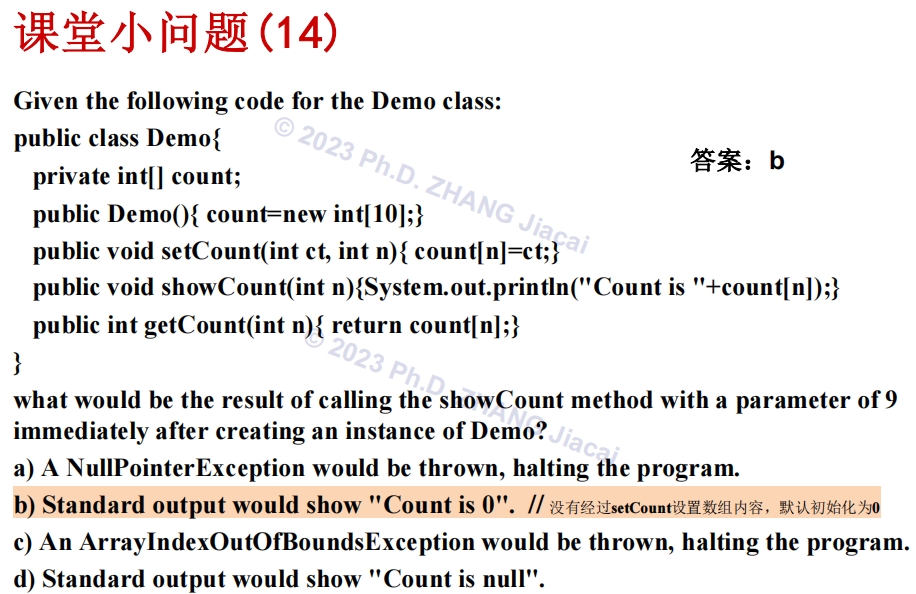 课堂小问题(14)
Given the following code for the Demo class:
public class Demo{
答案：b
private int[] count;
public Demo(){ count=new int[10];}
public void setCount(int ct, int n){ count[n]=ct;}
public void showCount(int n){System.out.println("Count is "+count[n]);}
public int getCount(int n){ return count[n];}
}
what would be the result of calling the showCount method with a parameter of 9
immediately after creating an instance of Demo?
a) A NullPointerException would be thrown, halting the program.
b) Standard output would show "Count is 0". // 没有经过setCount设置数组内容，默认初始化为0
c) An ArrayIndexOutOfBoundsException would be thrown, halting the program.
d) Standard output would show "Count is null".
© 2023 Ph.D. ZHANG Jiacai
© 2023 Ph.D. ZHANG Jiacai